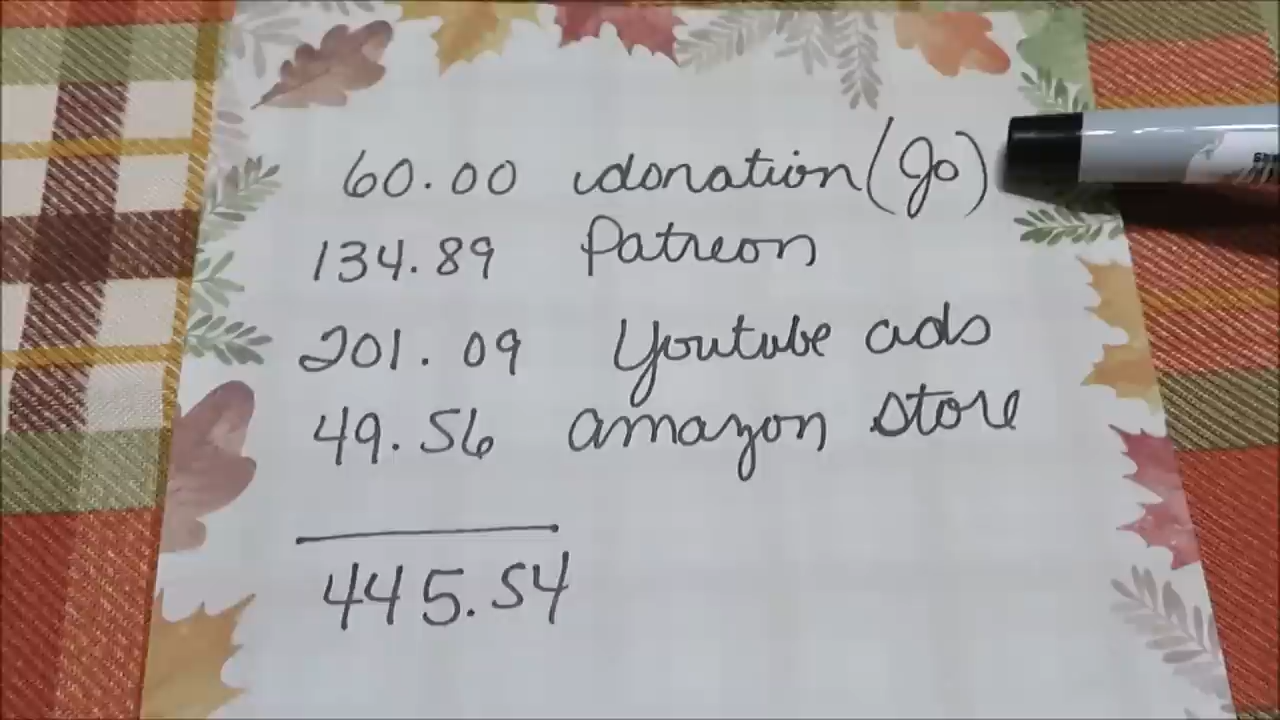 60.00 donation (Jo)
134.89 Patreon
201.09 Youtube ads
49.56 amazon store
445.54